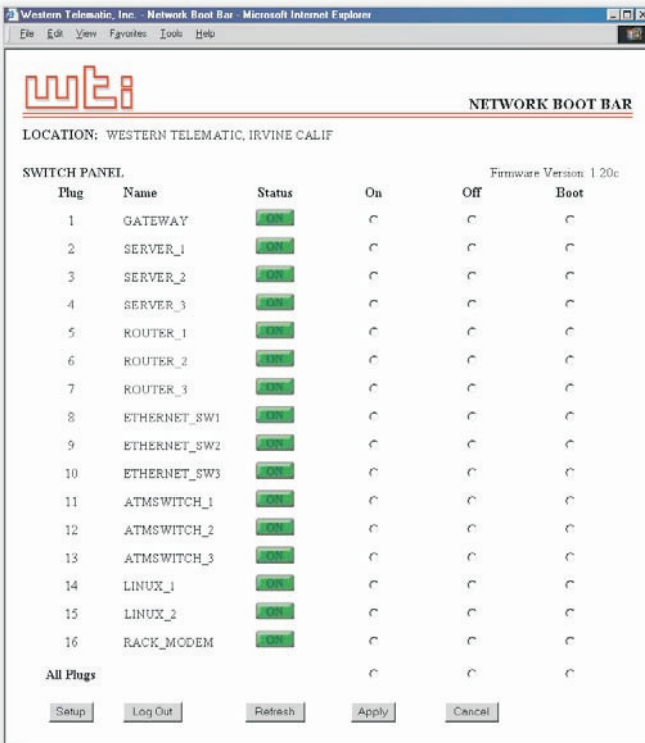 Western Telematic, Inc. - Network Boot Bar - Microsoft Internet Explorer
File Edit View Favorites Tools Help
wti
NETWORK BOOT BAR
LOCATION: WESTERN TELEMATIC, IRVINE CALIF
SWITCH PANEL Firmware Version 1.20c
Plug Name Status On Off Boot
1 GATEWAY ON
2 SERVER_1 ON
3 SERVER_2 ON
4 SERVER_3 ON
5 ROUTER_1 ON
6 ROUTER_2 ON
7 ROUTER_3 ON
8 ETHERNET_SW1 ON
9 ETHERNET_SW2 ON
10 ETHERNET_SW3 ON
11 ATMSWITCH_1 ON
12 ATMSWITCH_2 ON
13 ATMSWITCH_3 ON
14 LINUX_1 ON
15 LINUX_2 ON
16 RACK_MODEM ON
All Plugs
Setup Log Out Refresh Apply Cancel